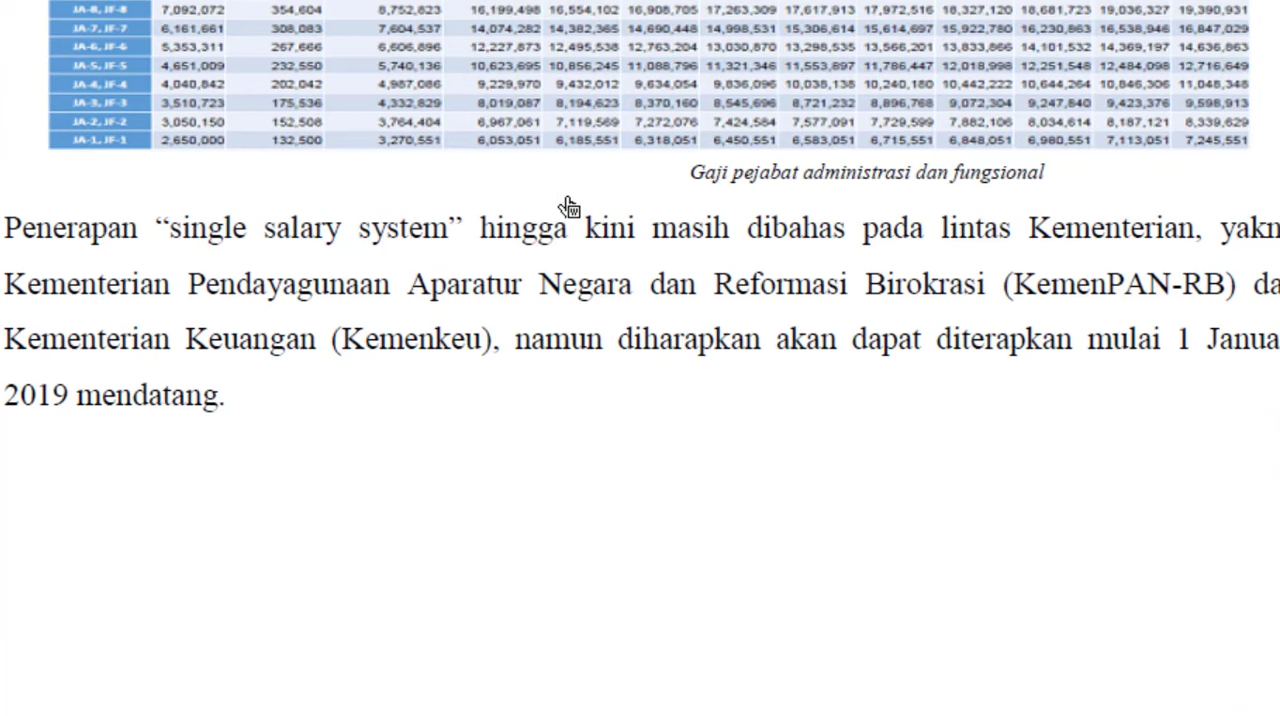 JA-8, JF-8 7,092,072 354,604 8,752,823 16,199,498 16,554,102 16,908,705 17,263,309 17,617,913 17,972,516 18,327,120 18,681,723 19,036,327 19,390,931
JA-7, JF-7 6,161,661 308,083 7,604,537 14,074,282 14,382,365 14,690,448 14,998,531 15,306,614 15,614,697 15,922,780 16,230,863 16,538,946 16,847,029
JA-6, JF-6 5,353,311 267,666 6,606,896 12,227,873 12,495,538 12,763,204 13,030,870 13,298,535 13,566,201 13,833,866 14,101,532 14,369,197 14,636,863
JA-5, JF-5 4,651,009 232,550 5,740,136 10,623,695 10,856,245 11,088,796 11,321,346 11,553,897 11,786,447 12,018,998 12,251,548 12,484,098 12,716,649
JA-4, JF-4 4,040,842 202,042 4,987,086 9,229,970 9,432,012 9,634,054 9,836,096 10,038,138 10,240,180 10,442,222 10,644,264 10,846,306 11,048,348
JA-3, JF-3 3,510,723 175,536 4,332,829 8,019,087 8,194,623 8,370,160 8,545,696 8,721,232 8,896,768 9,072,304 9,247,840 9,423,376 9,598,913
JA-2, JF-2 3,050,150 152,508 3,764,404 6,967,061 7,119,569 7,272,076 7,424,584 7,577,091 7,729,599 7,882,106 8,034,614 8,187,121 8,339,629
JA-1, JF-1 2,650,000 132,500 3,270,551 6,053,051 6,185,551 6,318,051 6,450,551 6,583,051 6,715,551 6,848,051 6,980,551 7,113,051 7,245,551
Gaji pejabat administrasi dan fungsional
Penerapan “single salary system” hingga kini masih dibahas pada lintas Kementerian, yakn
Kementerian Pendayagunaan Aparatur Negara dan Reformasi Birokrasi (KemenPAN-RB) da
Kementerian Keuangan (Kemenkeu), namun diharapkan akan dapat diterapkan mulai 1 Janua
2019 mendatang.